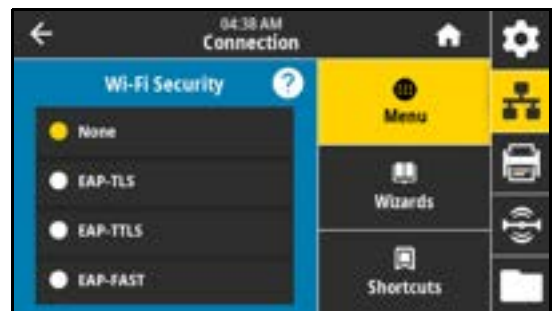 04:38 AM
Connection
Wi-Fi Security
?
None
EAP-TLS
EAP-TTLS
EAP-FAST
Menu
Wizards
Shortcuts